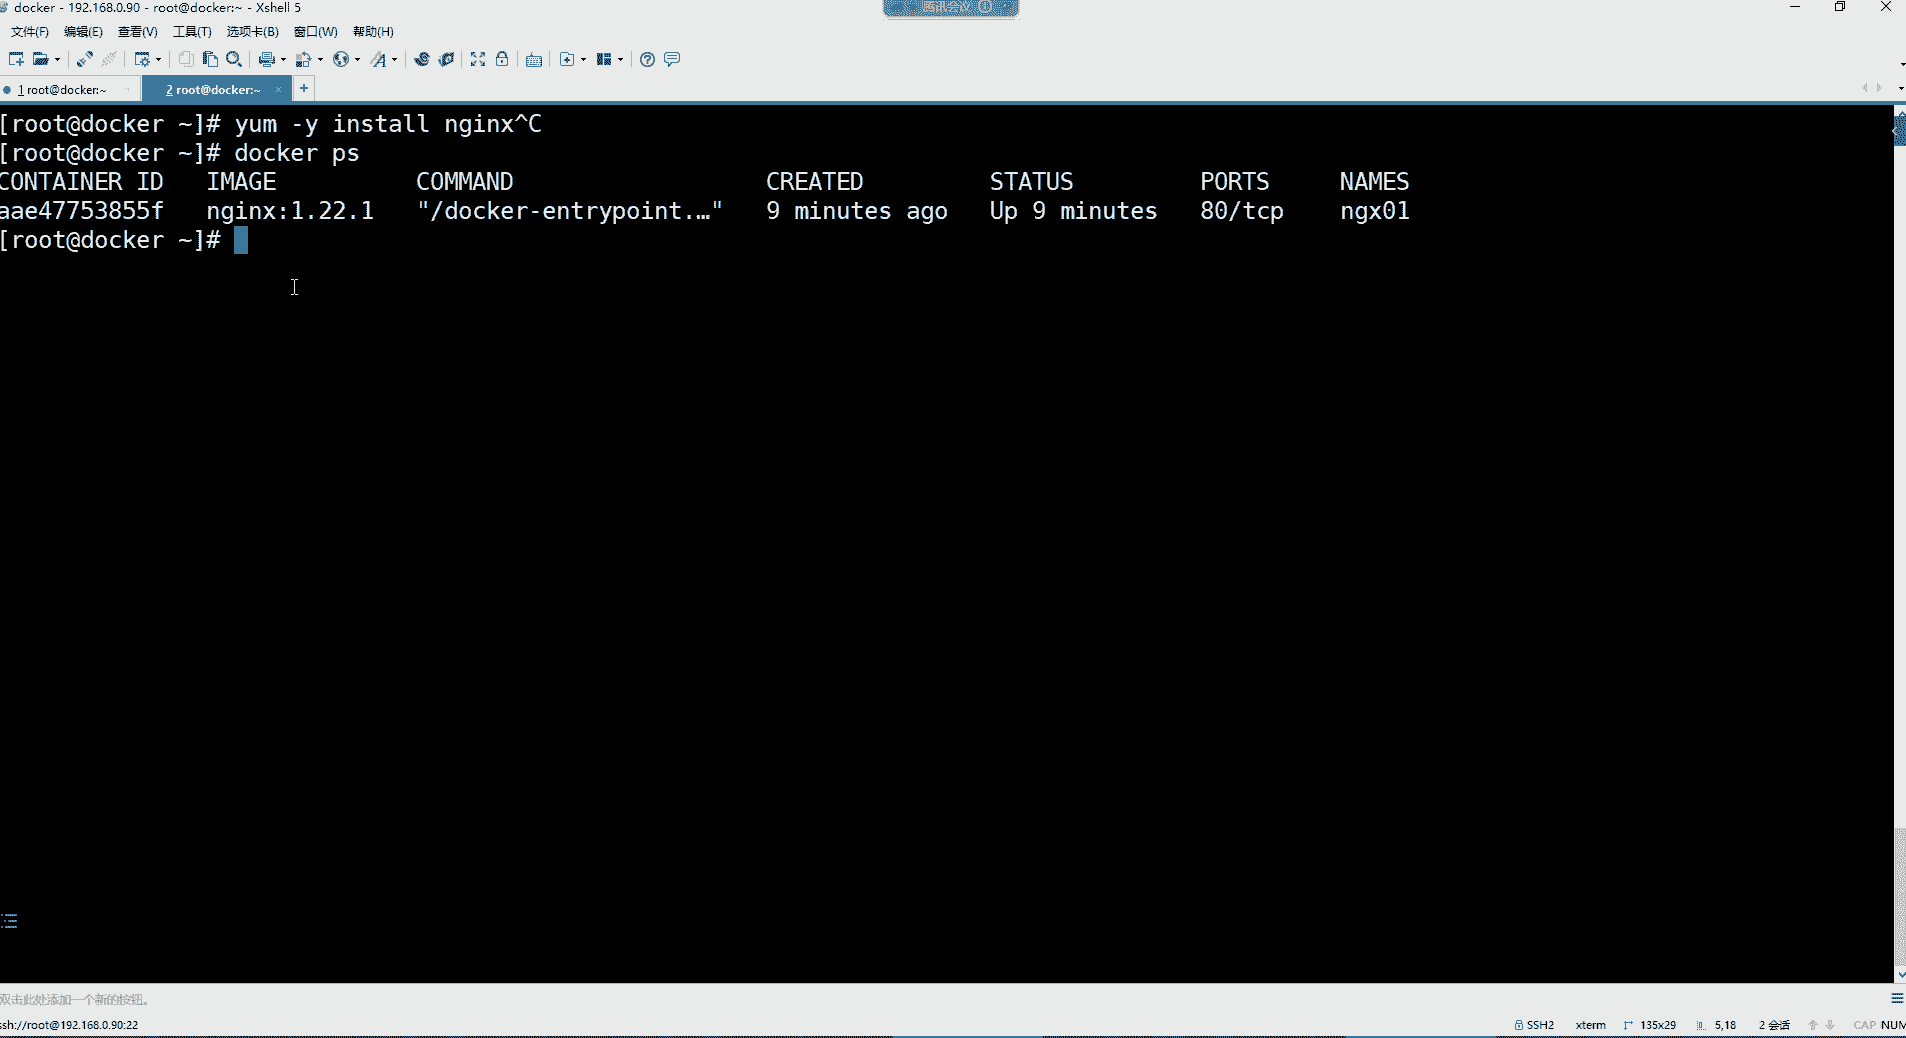 docker - 192.168.0.90 - root@docker:~ - Xshell 5
腾讯会议
文件(F) 编辑(E) 查看(V) 工具(T) 选项卡(B) 窗口(W) 帮助(H)
1 root@docker:~ 2 root@docker:~ × +
[root@docker ~]# yum -y install nginx^C
[root@docker ~]# docker ps
CONTAINER ID IMAGE COMMAND CREATED STATUS PORTS NAMES
aae47753855f nginx:1.22.1 "/docker-entrypoint.…" 9 minutes ago Up 9 minutes 80/tcp ngx01
[root@docker ~]#
双击此处添加一个新的按钮。
ssh://root@192.168.0.90:22 SSH2 xterm 135x29 5,18 2 会话 CAP NUM